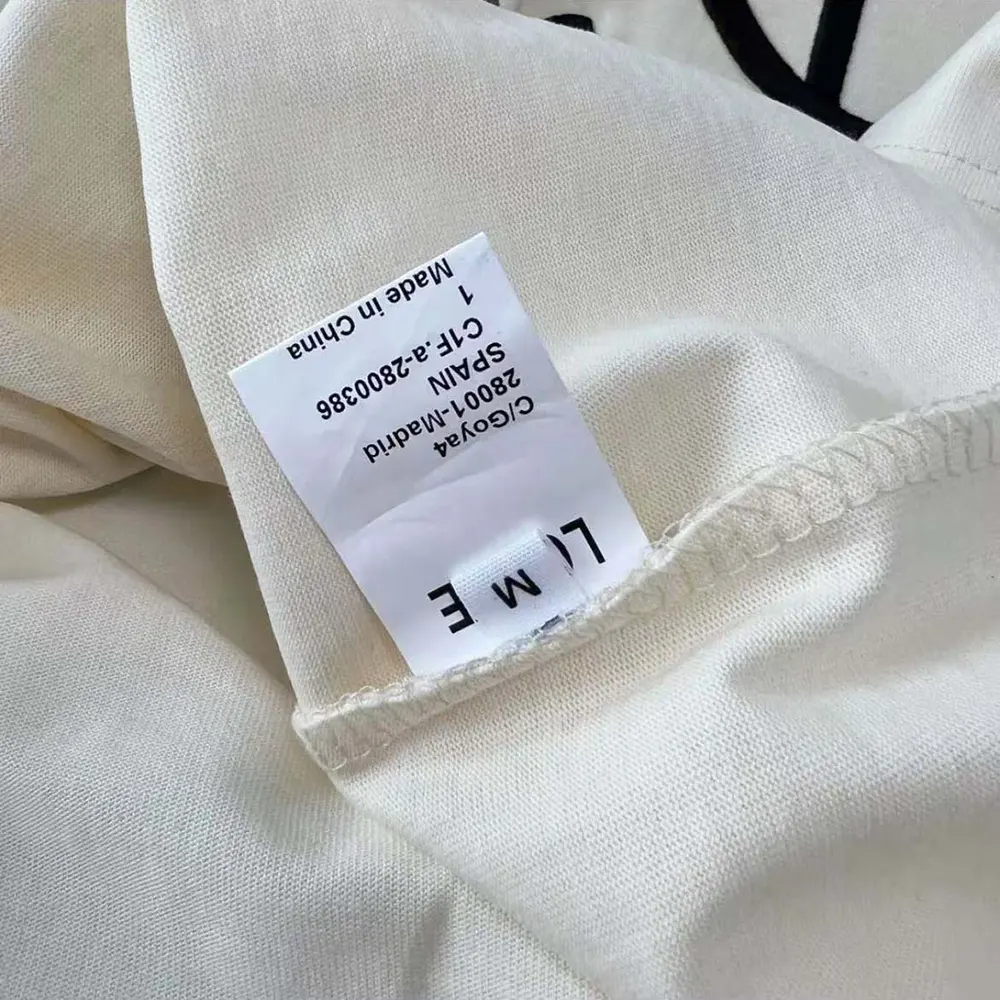 M
C/Goya4
28001-Madrid
SPAIN
C1F.a-2800386
1
Made in China